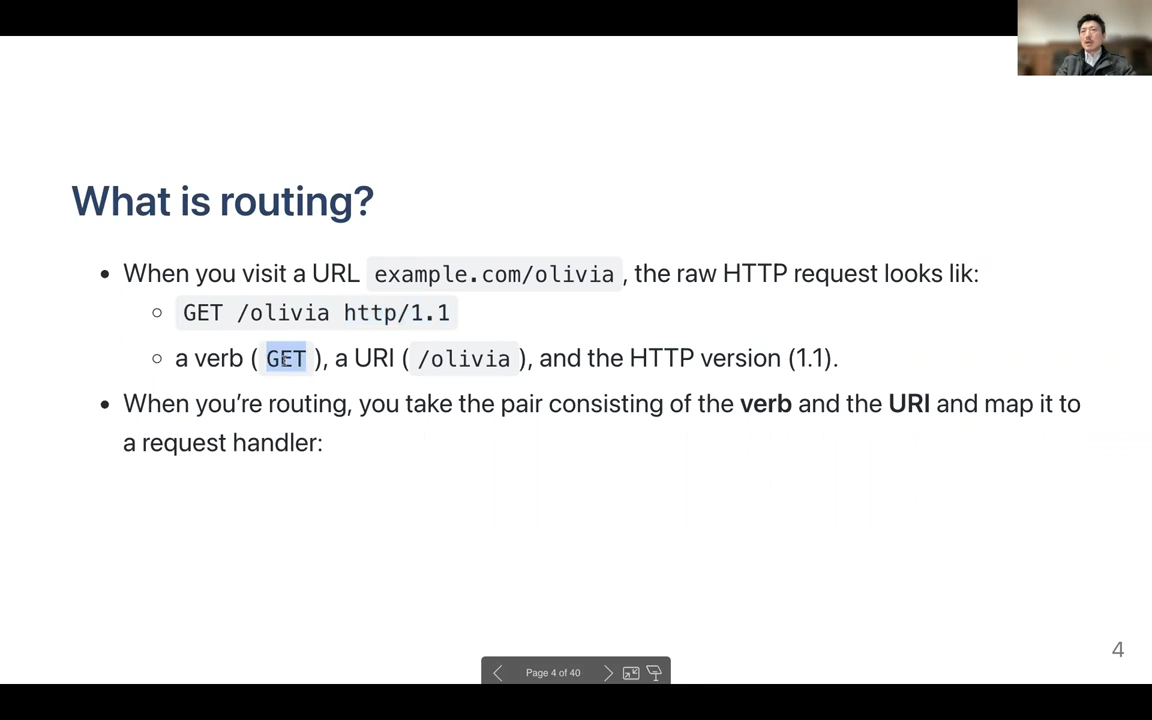 What is routing?
When you visit a URL example.com/olivia, the raw HTTP request looks lik:
GET /olivia http/1.1
a verb (GET), a URI (/olivia), and the HTTP version (1.1).
When you’re routing, you take the pair consisting of the verb and the URI and map it to
a request handler:
4
Page 4 of 40